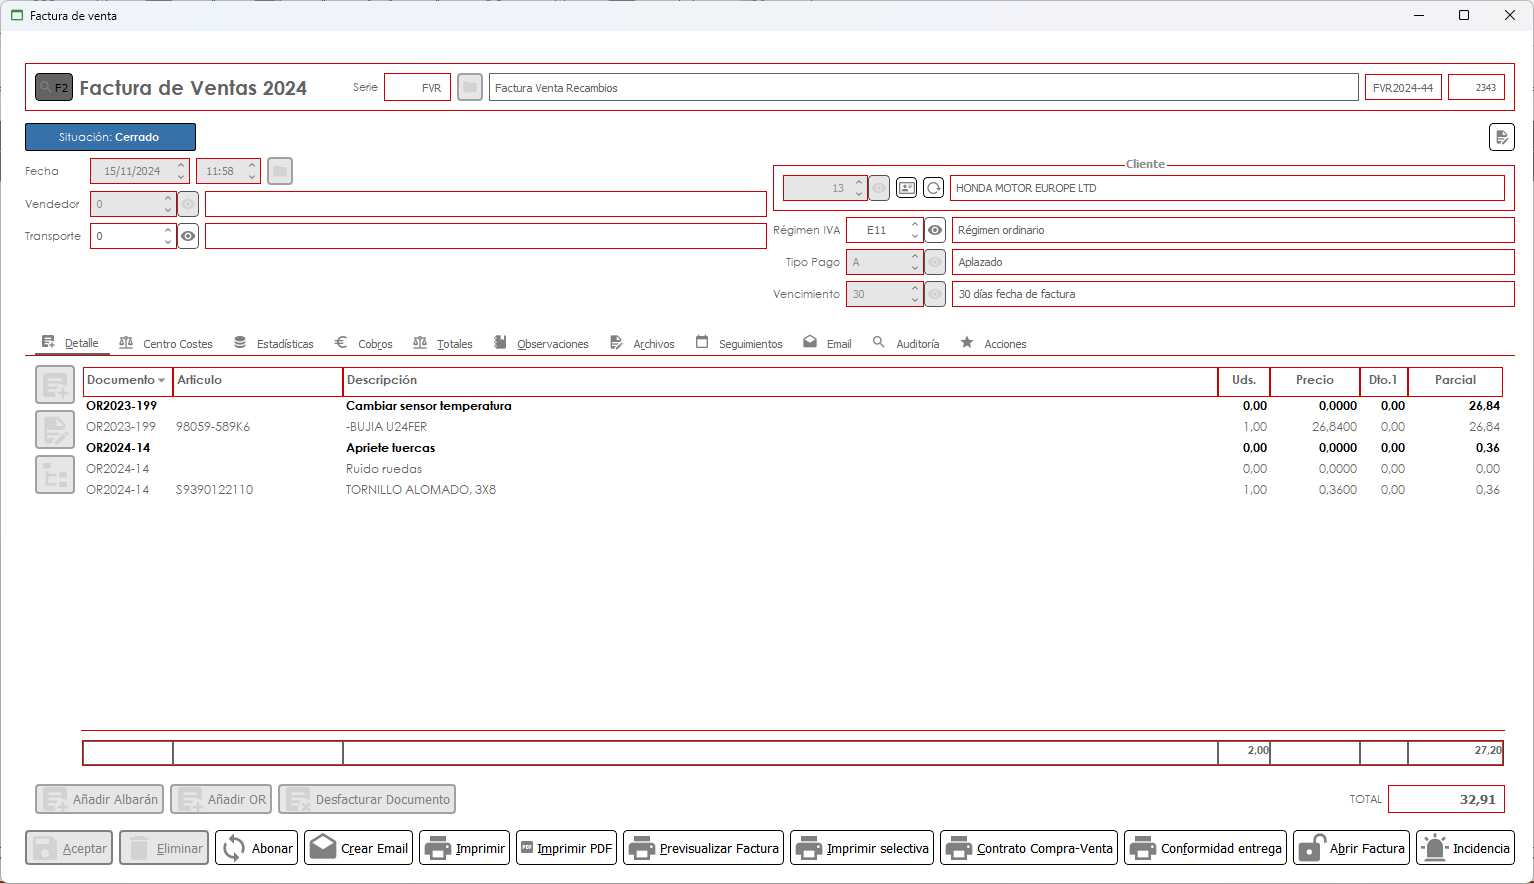 Factura de venta
F2 Factura de Ventas 2024 Serie FVR Factura Venta Recambios FVR2024-44 2343
Situación: Cerrado
Fecha 15/11/2024 11:58
Cliente
13 HONDA MOTOR EUROPE LTD
Vendedor 0
Transporte 0
Régimen IVA E11 Régimen ordinario
Tipo Pago A Aplazado
Vencimiento 30 30 días fecha de factura
Detalle Centro Costes Estadísticas Cobros Totales Observaciones Archivos Seguimientos Email Auditoría Acciones
Documento Artículo Descripción Uds. Precio Dto.1 Parcial
OR2023-199 Cambiar sensor temperatura 0,00 0,0000 0,00 26,84
OR2023-199 98059-589K6 -BUJIA U24FER 1,00 26,8400 0,00 26,84
OR2024-14 Apriete tuercas 0,00 0,0000 0,00 0,36
OR2024-14 Ruido ruedas 0,00 0,0000 0,00 0,00
OR2024-14 S9390122110 TORNILLO ALOMADO, 3X8 1,00 0,3600 0,00 0,36
2,00 27,20
Añadir Albarán Añadir OR Desfacturar Documento TOTAL 32,91
Aceptar Eliminar Abonar Crear Email Imprimir Imprimir PDF Previsualizar Factura Imprimir selectiva Contrato Compra-Venta Conformidad entrega Abrir Factura Incidencia